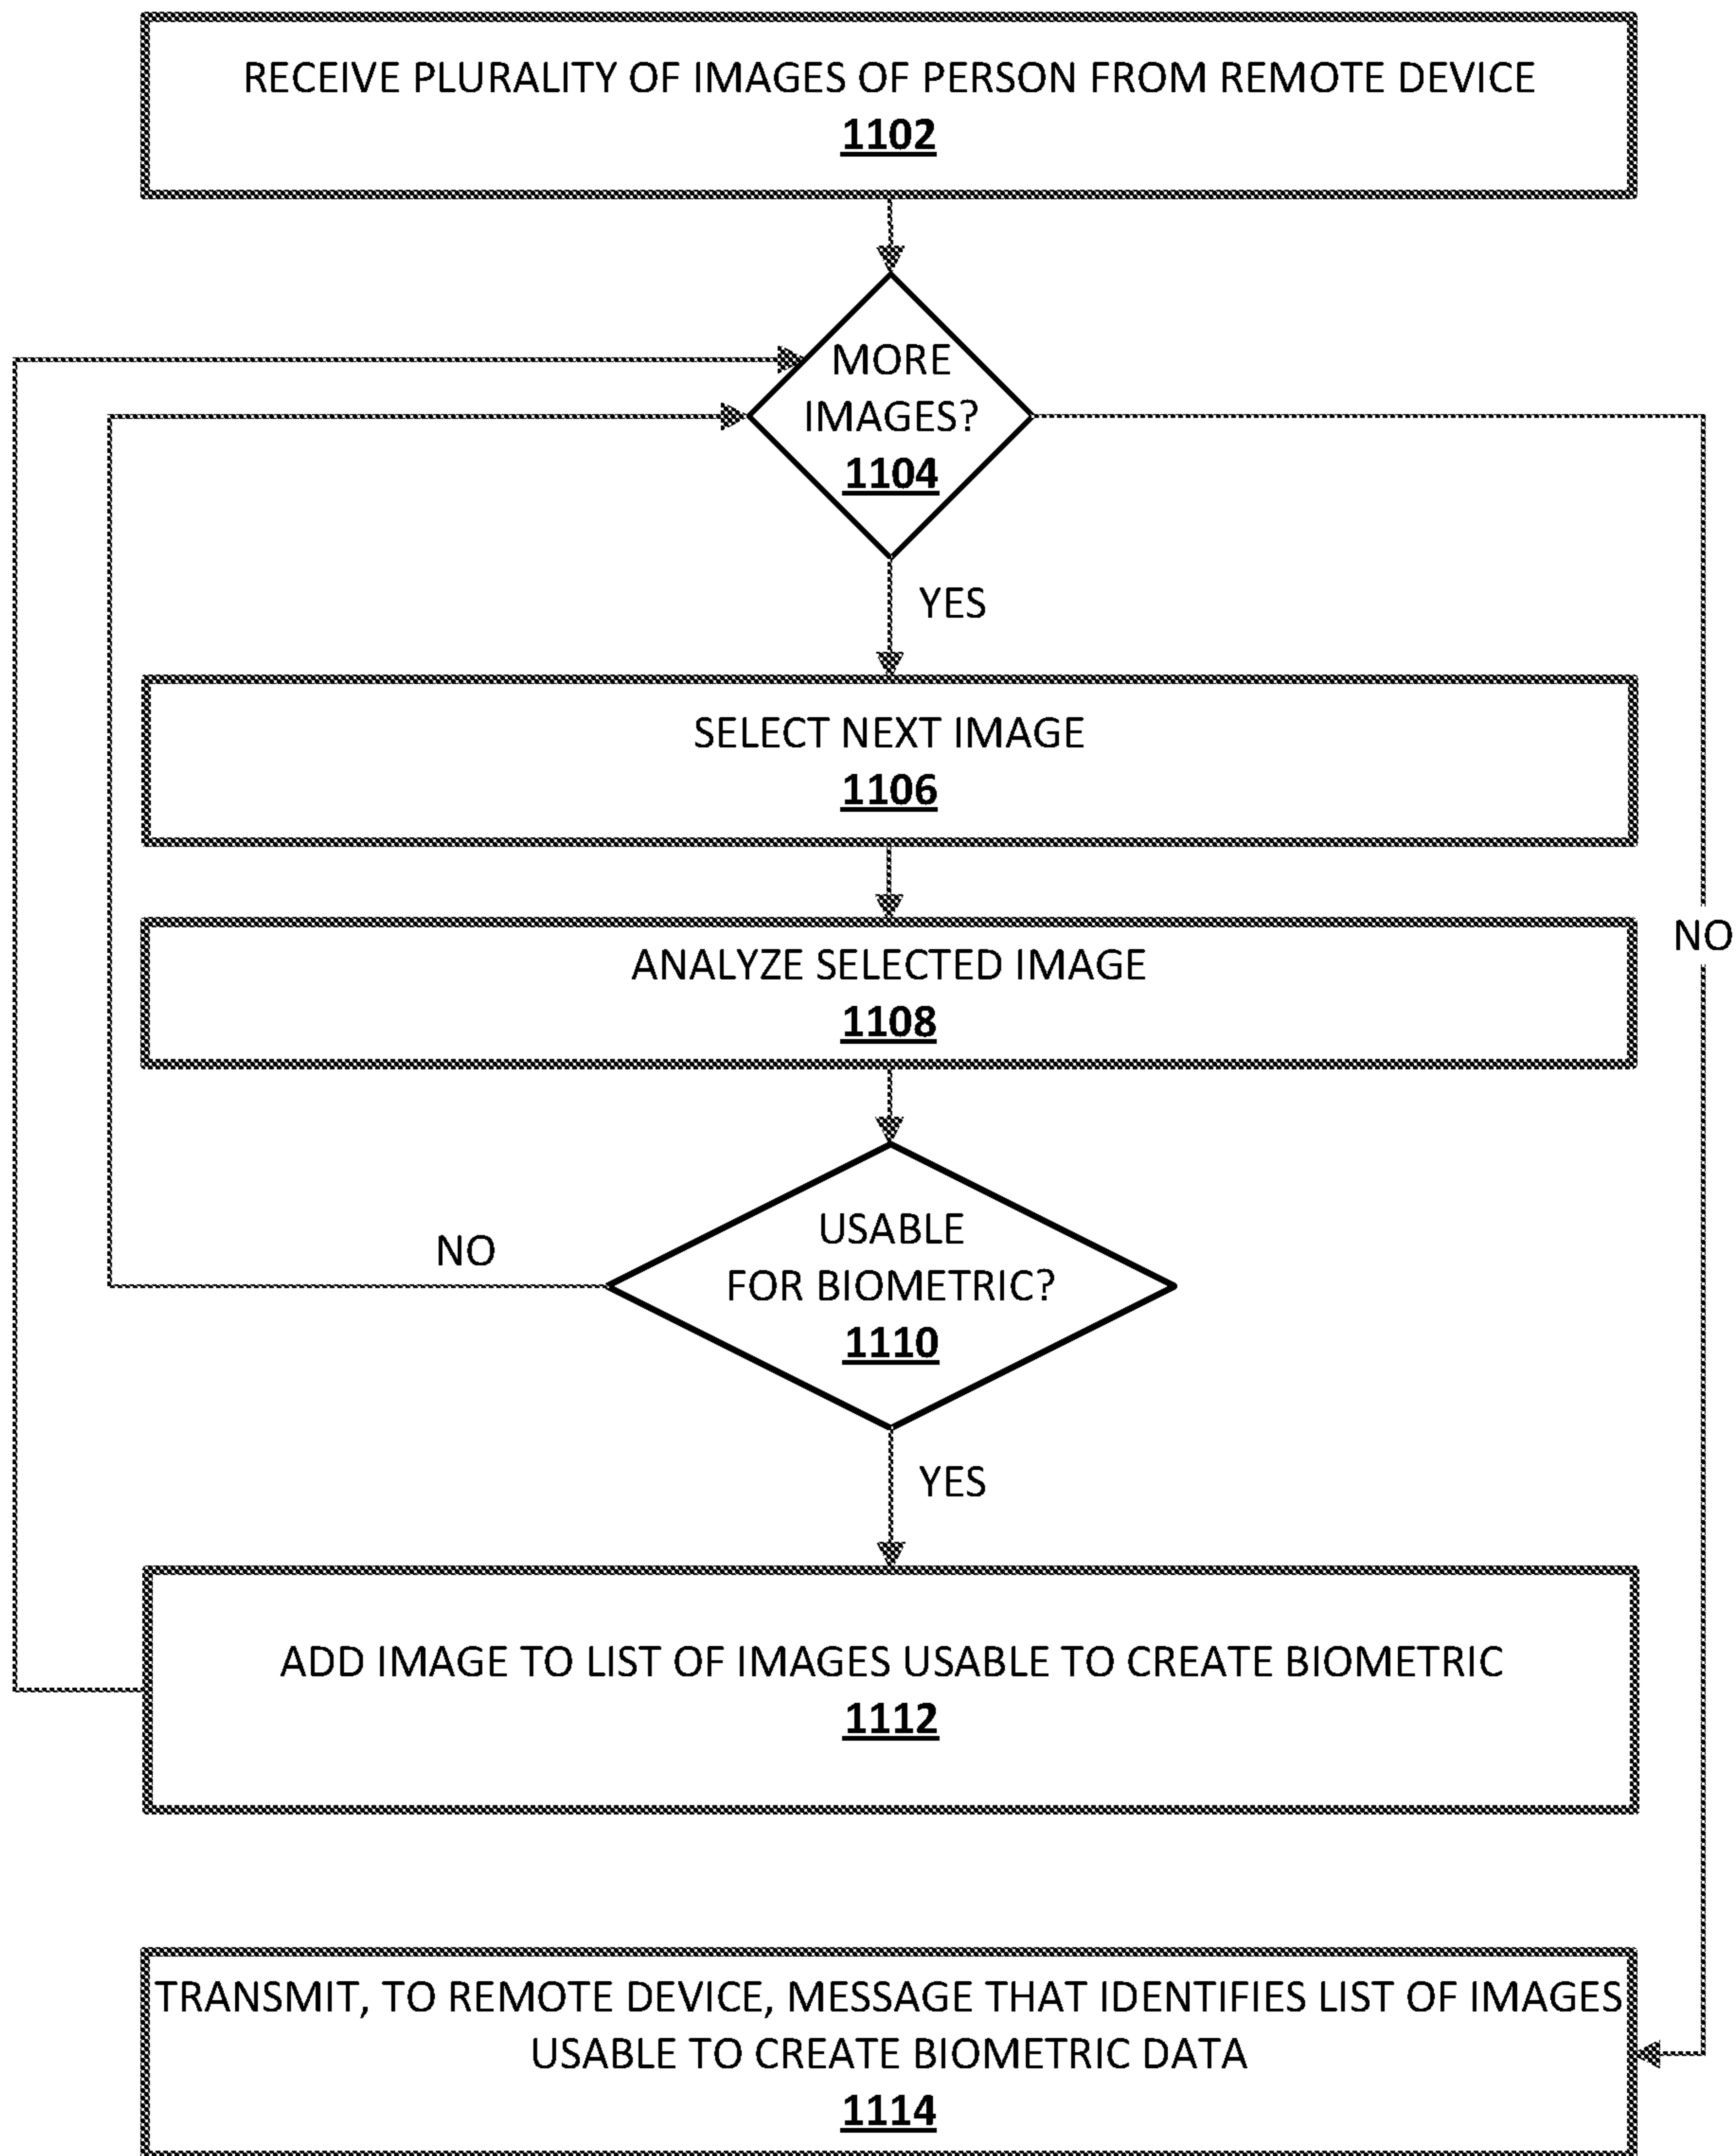 RECEIVE PLURALITY OF IMAGES OF PERSON FROM REMOTE DEVICE
1102
MORE
IMAGES?
1104
YES
SELECT NEXT IMAGE
1106
ANALYZE SELECTED IMAGE
1108
NO
USABLE
FOR BIOMETRIC?
1110
NO
YES
ADD IMAGE TO LIST OF IMAGES USABLE TO CREATE BIOMETRIC
1112
TRANSMIT, TO REMOTE DEVICE, MESSAGE THAT IDENTIFIES LIST OF IMAGES
USABLE TO CREATE BIOMETRIC DATA
1114